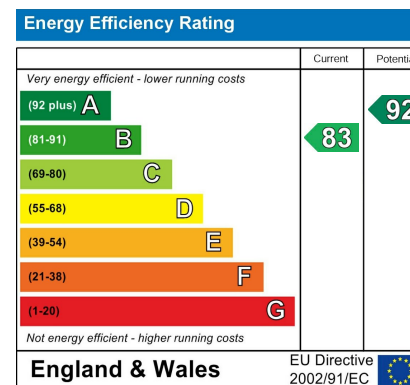 Energy Efficiency Rating
Current Potentia
Very energy efficient - lower running costs
(92 plus) A
92
(81-91) B
83
(69-80) C
(55-68) D
(39-54) E
(21-38) F
(1-20) G
Not energy efficient - higher running costs
England & Wales
EU Directive
2002/91/EC